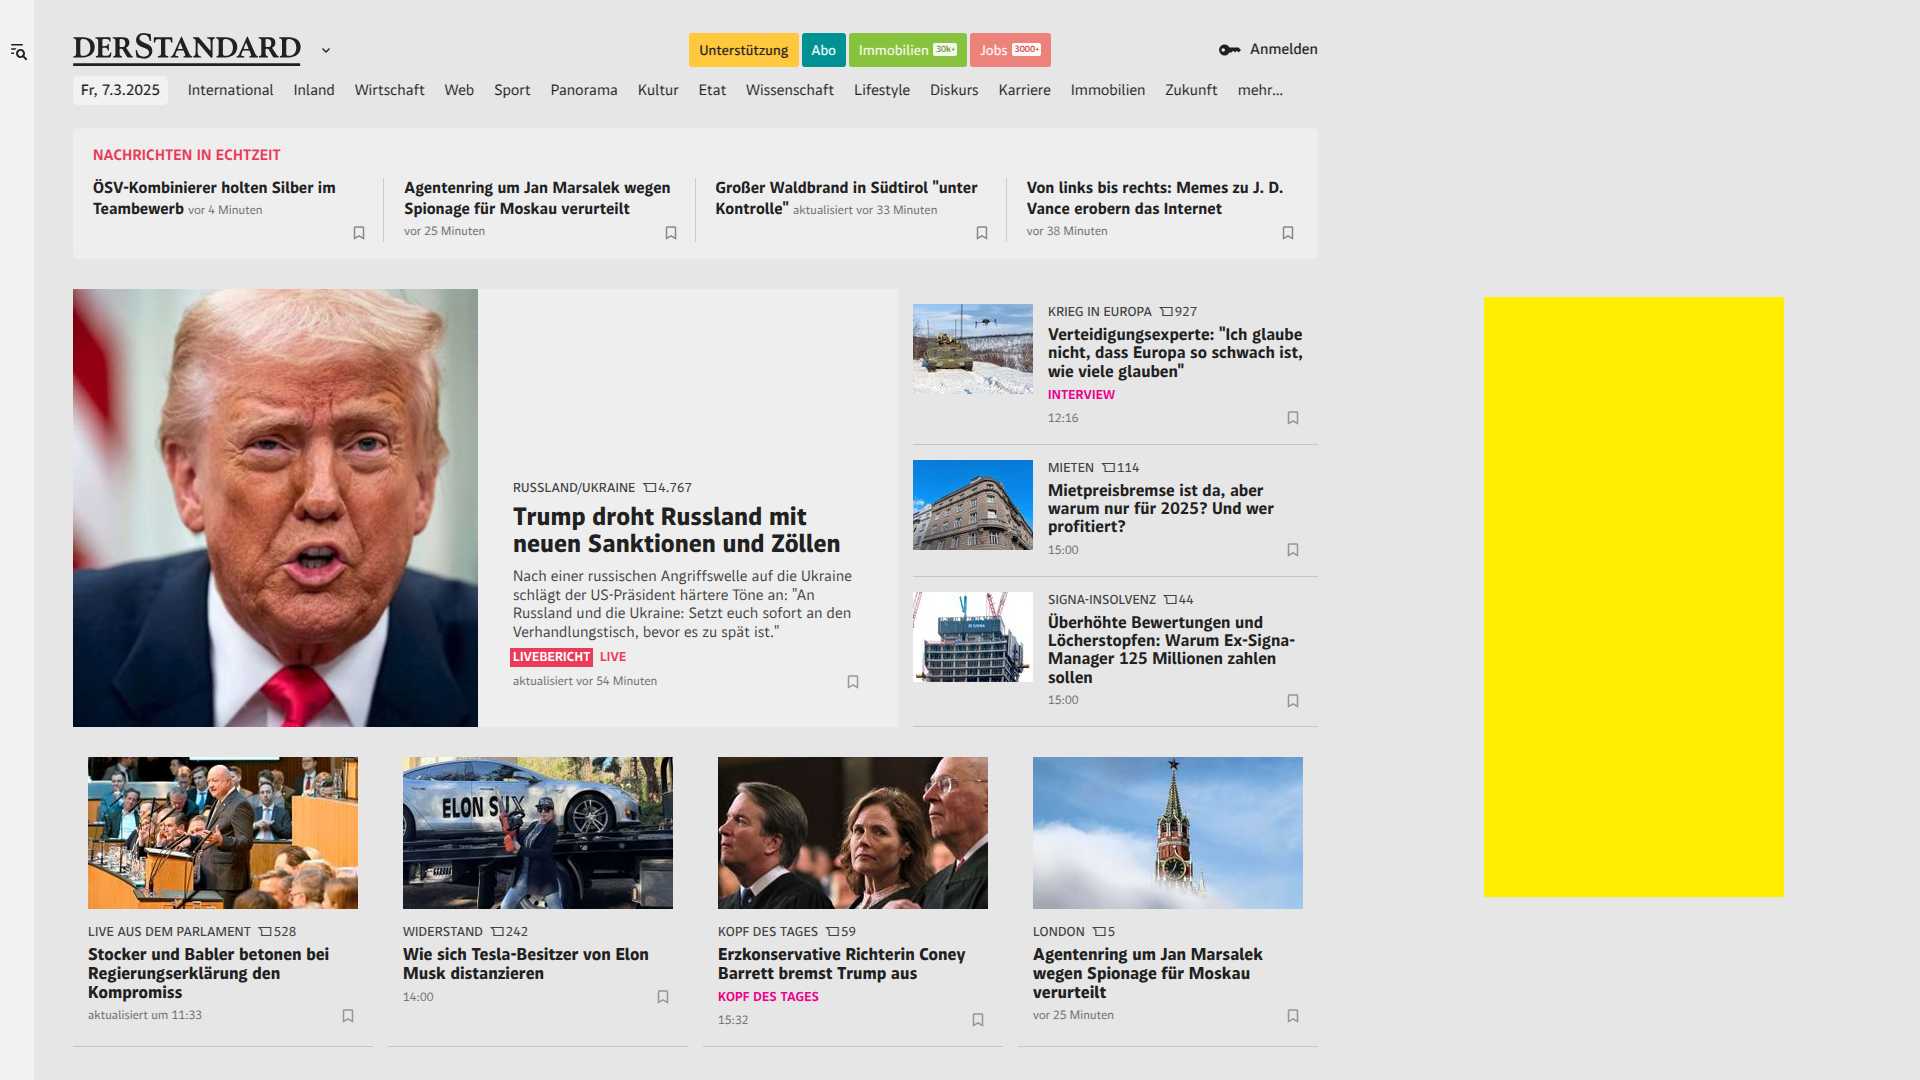 DERSTANDARD
Unterstützung
Abo
Immobilien 30k+
Jobs 3000+
Anmelden
Fr, 7.3.2025
International
Inland
Wirtschaft
Web
Sport
Panorama
Kultur
Etat
Wissenschaft
Lifestyle
Diskurs
Karriere
Immobilien
Zukunft
mehr...
NACHRICHTEN IN ECHTZEIT
ÖSV-Kombinierer holten Silber im
Teambewerb vor 4 Minuten
Agentenring um Jan Marsalek wegen
Spionage für Moskau verurteilt
vor 25 Minuten
Großer Waldbrand in Südtirol "unter
Kontrolle" aktualisiert vor 33 Minuten
Von links bis rechts: Memes zu J. D.
Vance erobern das Internet
vor 38 Minuten
RUSSLAND/UKRAINE 4.767
Trump droht Russland mit
neuen Sanktionen und Zöllen
Nach einer russischen Angriffswelle auf die Ukraine
schlägt der US-Präsident härtere Töne an: "An
Russland und die Ukraine: Setzt euch sofort an den
Verhandlungstisch, bevor es zu spät ist."
LIVEBERICHT LIVE
aktualisiert vor 54 Minuten
KRIEG IN EUROPA 927
Verteidigungsexperte: "Ich glaube
nicht, dass Europa so schwach ist,
wie viele glauben"
INTERVIEW
12:16
MIETEN 114
Mietpreisbremse ist da, aber
warum nur für 2025? Und wer
profitiert?
15:00
SIGNA-INSOLVENZ 44
Überhöhte Bewertungen und
Löcherstopfen: Warum Ex-Signa-
Manager 125 Millionen zahlen
sollen
15:00
LIVE AUS DEM PARLAMENT 528
Stocker und Babler betonen bei
Regierungserklärung den
Kompromiss
aktualisiert um 11:33
ELON SUX
WIDERSTAND 242
Wie sich Tesla-Besitzer von Elon
Musk distanzieren
14:00
KOPF DES TAGES 59
Erzkonservative Richterin Coney
Barrett bremst Trump aus
KOPF DES TAGES
15:32
LONDON 5
Agentenring um Jan Marsalek
wegen Spionage für Moskau
verurteilt
vor 25 Minuten